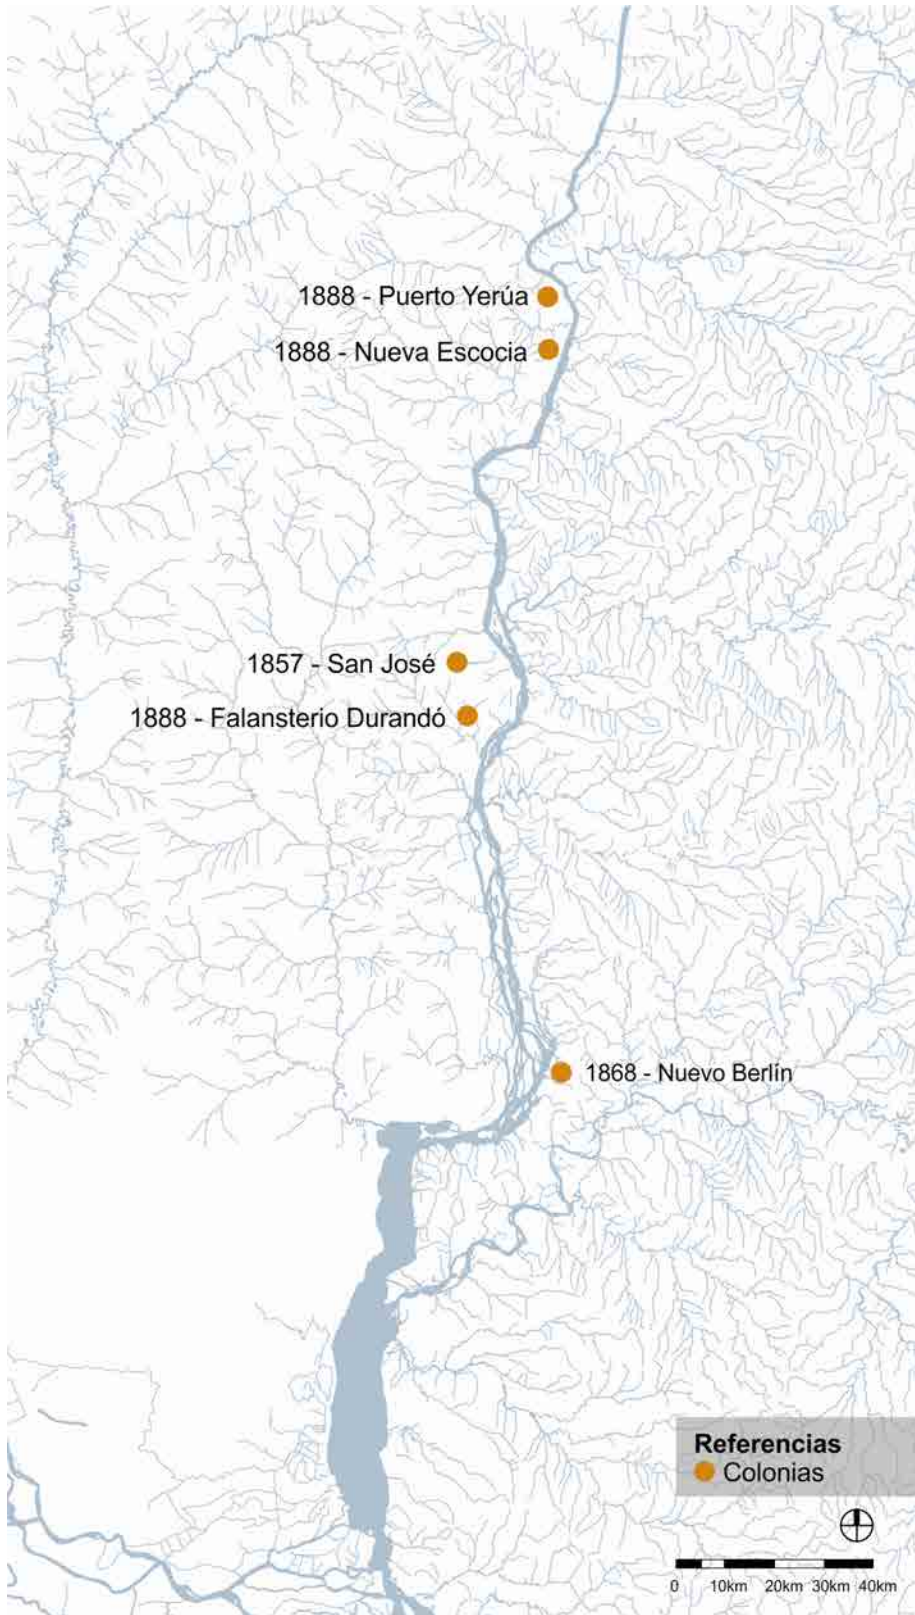 1888 - Puerto Yerúa
1888 - Nueva Escocia
1857 - San José
1888 - Falansterio Durandó
1868 - Nuevo Berlín
Referencias
Colonias
0 10km 20km 30km 40km